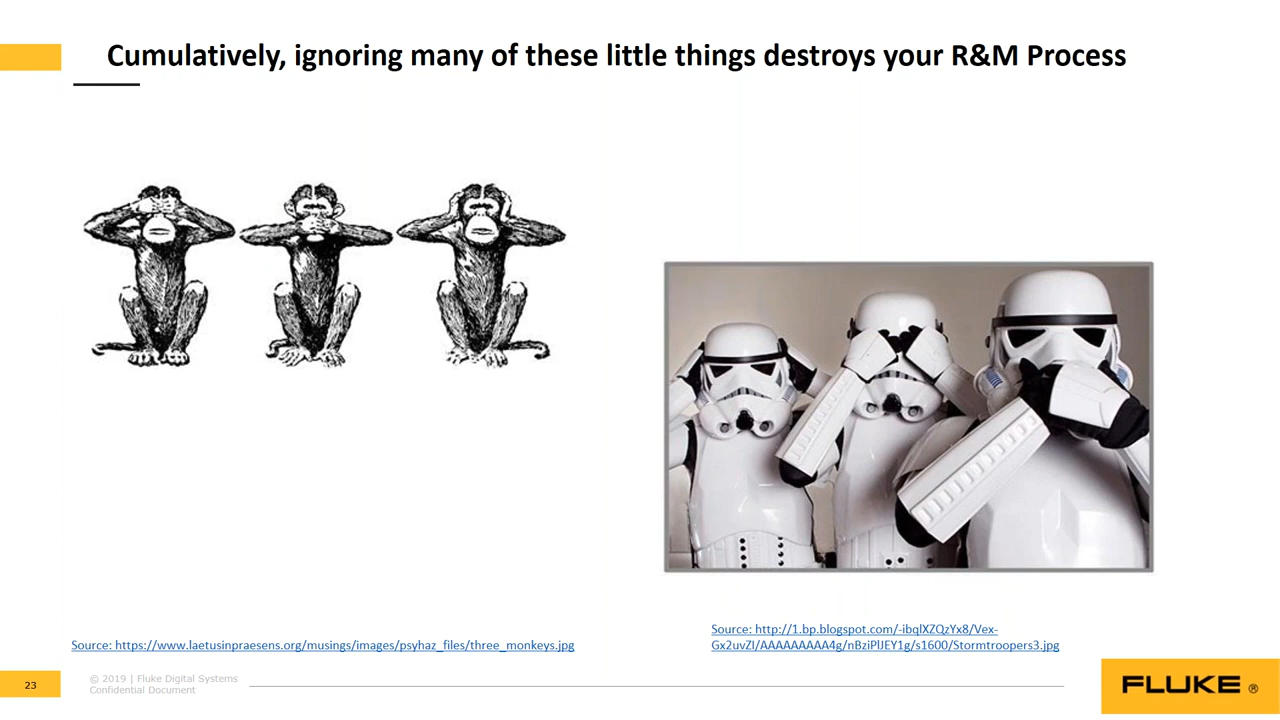 Cumulatively, ignoring many of these little things destroys your R&M Process
Source: https://www.laetusinpraesens.org/musings/images/psyhaz_files/three_monkeys.jpg
Source: http://1.bp.blogspot.com/-ibqlXZQzYx8/Vex-
Gx2uvZI/AAAAAAAAAA4g/nBziPlJEY1g/s1600/Stormtroopers3.jpg
23
© 2019 | Fluke Digital Systems
Confidential Document
FLUKE ®